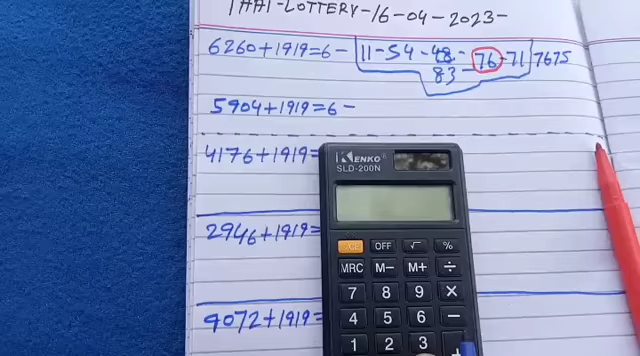 THAI-LOTTERY-16-04-2023-
6260+1919=6- 11-54-48- 76-71 7675
83-
5904+1919=6-
4176+1919=
KENKO
SLD-200N
2946+1919=
CE OFF √ %
MRC M- M+ ÷
7 8 9 ×
4 5 6 −
9072+1919=
1 2 3 +